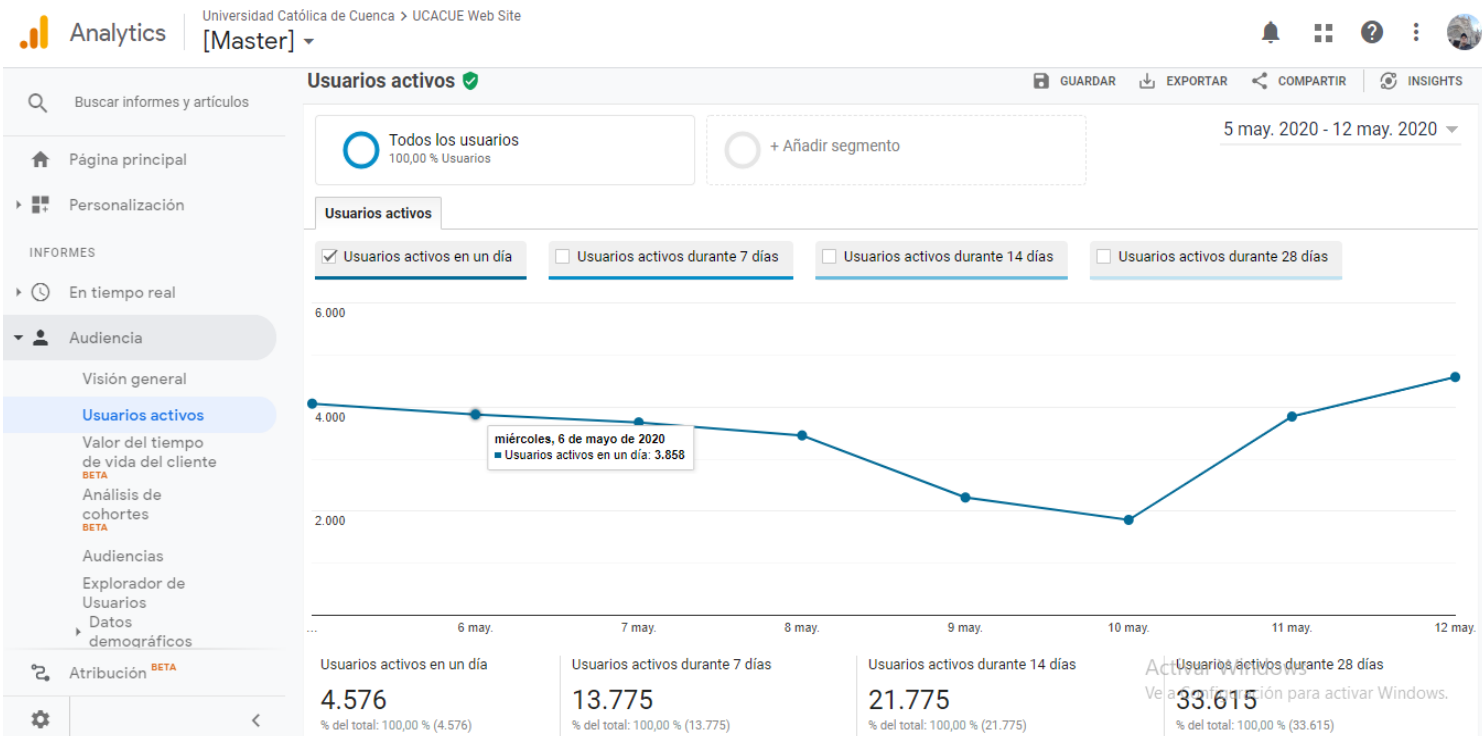 Analytics
Universidad Católica de Cuenca > UCACUE Web Site
[Master]
Buscar informes y artículos
Página principal
Personalización
INFORMES
En tiempo real
Audiencia
Visión general
Usuarios activos
Valor del tiempo
de vida del cliente
BETA
Análisis de
cohortes
BETA
Audiencias
Explorador de
Usuarios
Datos
demográficos
Atribución BETA
Usuarios activos
GUARDAR EXPORTAR COMPARTIR INSIGHTS
Todos los usuarios
100,00 % Usuarios
+ Añadir segmento
5 may. 2020 - 12 may. 2020
Usuarios activos
Usuarios activos en un día Usuarios activos durante 7 días Usuarios activos durante 14 días Usuarios activos durante 28 días
6.000
4.000
miércoles, 6 de mayo de 2020
Usuarios activos en un día: 3.858
2.000
... 6 may. 7 may. 8 may. 9 may. 10 may. 11 may. 12 may.
Usuarios activos en un día Usuarios activos durante 7 días Usuarios activos durante 14 días Usuarios activos durante 28 días
4.576 13.775 21.775 33.615
% del total: 100,00 % (4.576) % del total: 100,00 % (13.775) % del total: 100,00 % (21.775) % del total: 100,00 % (33.615)
Activar Windows
Ve a Configuración para activar Windows.